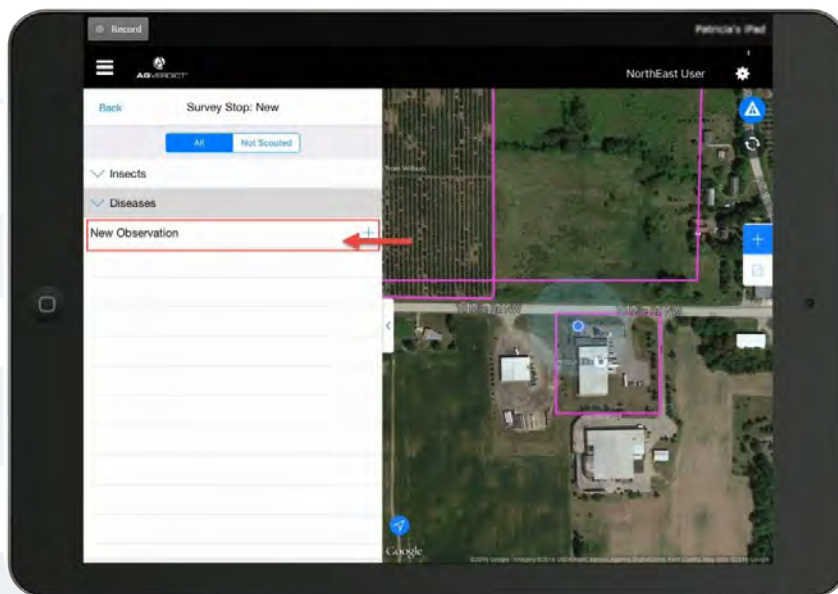 Record
Patricia's iPad
AGVERDICT
NorthEast User
Back
Survey Stop: New
All
Not Scouted
Insects
Diseases
New Observation
Google